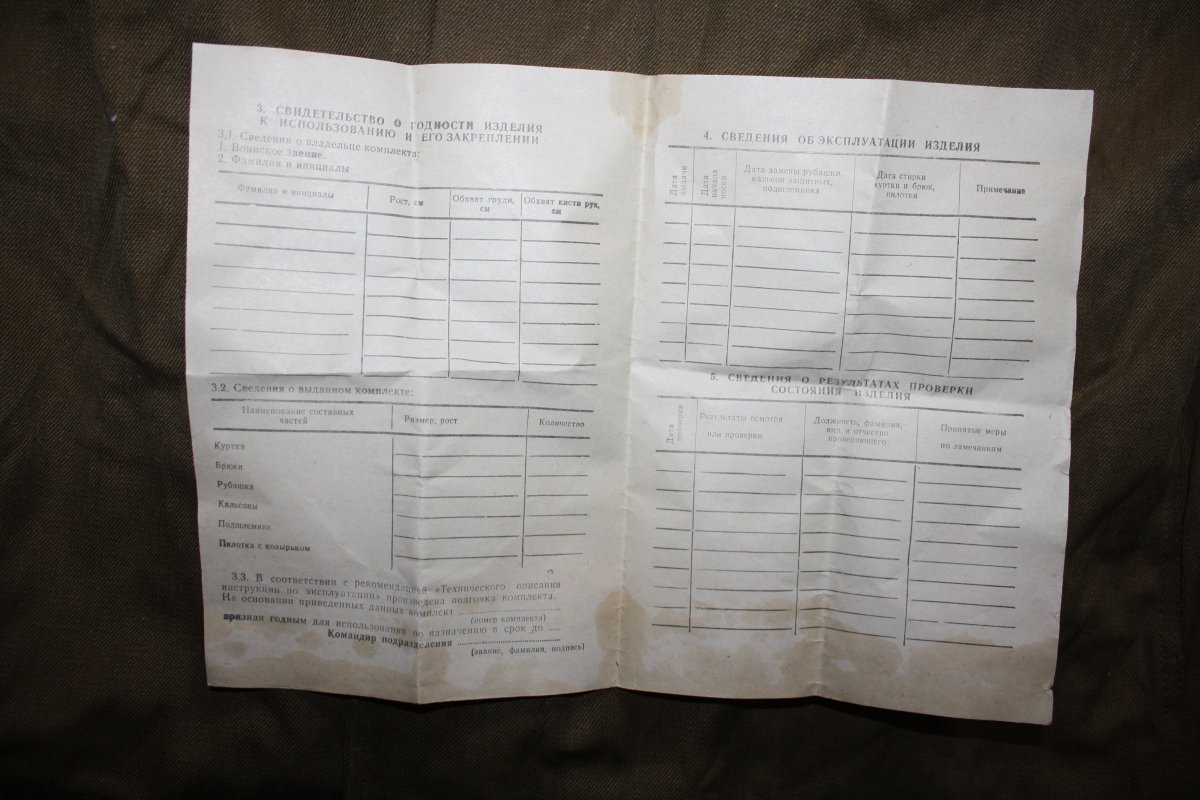 3. СВИДЕТЕЛЬСТВО О ГОДНОСТИ ИЗДЕЛИЯ
К ИСПОЛЬЗОВАНИЮ И ЕГО ЗАКРЕПЛЕНИИ
3.1. Сведения о владельце комплекта:
1. Воинское звание.
2. Фамилия и инициалы
Фамилия и инициалы
Рост, см
Обхват груди,
см
Обхват кисти рук,
см
3.2. Сведения о выданном комплекте:
Наименование составных
частей
Размер, рост
Количество
Куртка
Брюки
Рубашка
Кальсоны
Подшлемник
Пилотка с козырьком
3.3. В соответствии с рекомендацией «Технического описания
инструкции по эксплуатации» произведена подгонка комплекта.
На основании приведенных данных комплект
(номер комплекта)
признан годным для использования по назначению в срок до
Командир подразделения
(звание, фамилия, подпись)
4. СВЕДЕНИЯ ОБ ЭКСПЛУАТАЦИИ ИЗДЕЛИЯ
Дата
выдачи
Дата
начала
носки
Дата замены рубашки,
кальсон защитных,
подшлемника
Дата стирки
куртки и брюк,
пилотки
Примечание
5. СВЕДЕНИЯ О РЕЗУЛЬТАТАХ ПРОВЕРКИ
СОСТОЯНИЯ ИЗДЕЛИЯ
Дата
проверки
Результаты осмотра
или проверки
Должность, фамилия,
имя и отчество
проверяющего
Принятые меры
по замечаниям